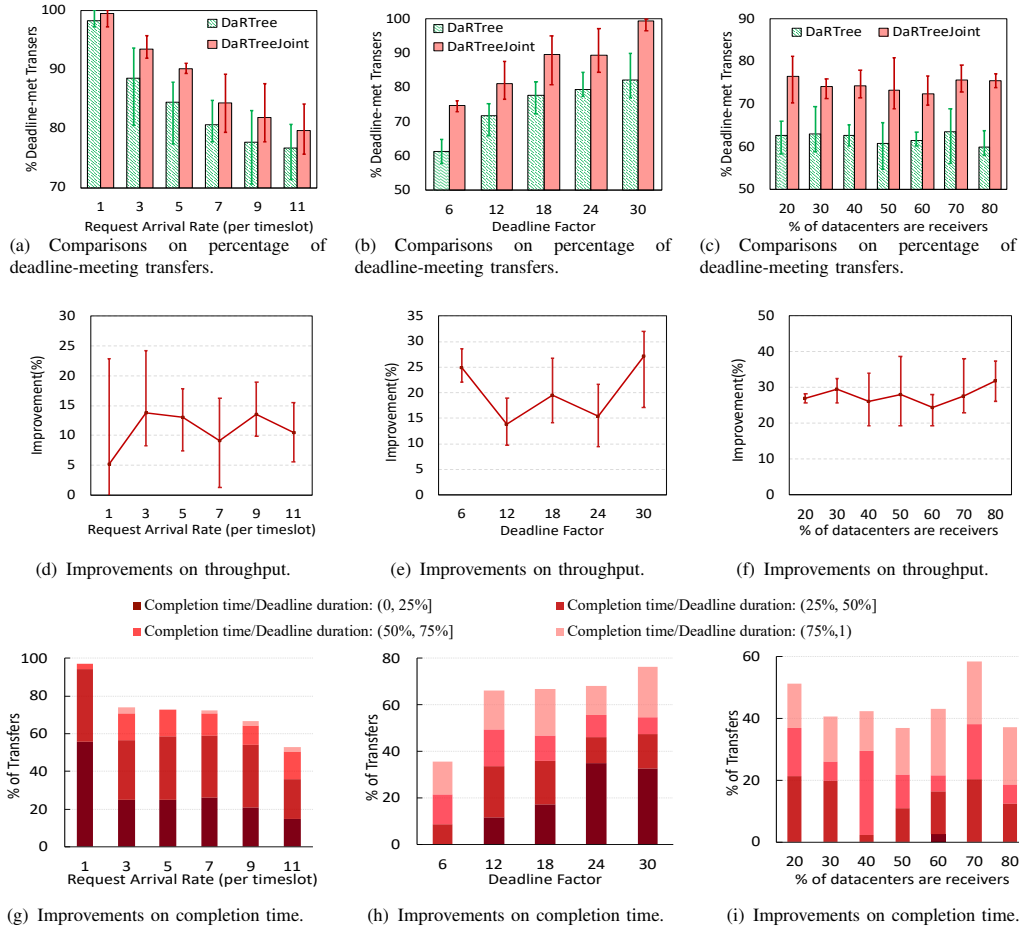 100
90
80
70
% Deadline-met Transers
DaRTree
DaRTreeJoint
1 3 5 7 9 11
Request Arrival Rate (per timeslot)
(a) Comparisons on percentage of
deadline-meeting transfers.
100
90
80
70
60
50
% Deadline-met Transers
DaRTree
DaRTreeJoint
6 12 18 24 30
Deadline Factor
(b) Comparisons on percentage of
deadline-meeting transfers.
90
80
70
60
50
% Deadline-met Transers
DaRTree DaRTreeJoint
20 30 40 50 60 70 80
% of datacenters are receivers
(c) Comparisons on percentage of
deadline-meeting transfers.
30
25
20
15
10
5
0
Improvement(%)
1 3 5 7 9 11
Request Arrival Rate (per timeslot)
(d) Improvements on throughput.
35
30
25
20
15
10
5
0
Improvement(%)
6 12 18 24 30
Deadline Factor
(e) Improvements on throughput.
50
40
30
20
10
0
Improvement(%)
20 30 40 50 60 70 80
% of datacenters are receivers
(f) Improvements on throughput.
Completion time/Deadline duration: (0, 25%]
Completion time/Deadline duration: (25%, 50%]
Completion time/Deadline duration: (50%, 75%]
Completion time/Deadline duration: (75%,1)
100
80
60
40
20
0
% of Transfers
1 3 5 7 9 11
Request Arrival Rate (per timeslot)
(g) Improvements on completion time.
80
60
40
20
0
% of Transfers
6 12 18 24 30
Deadline Factor
(h) Improvements on completion time.
60
40
20
0
% of Transfers
20 30 40 50 60 70 80
% of datacenters are receivers
(i) Improvements on completion time.